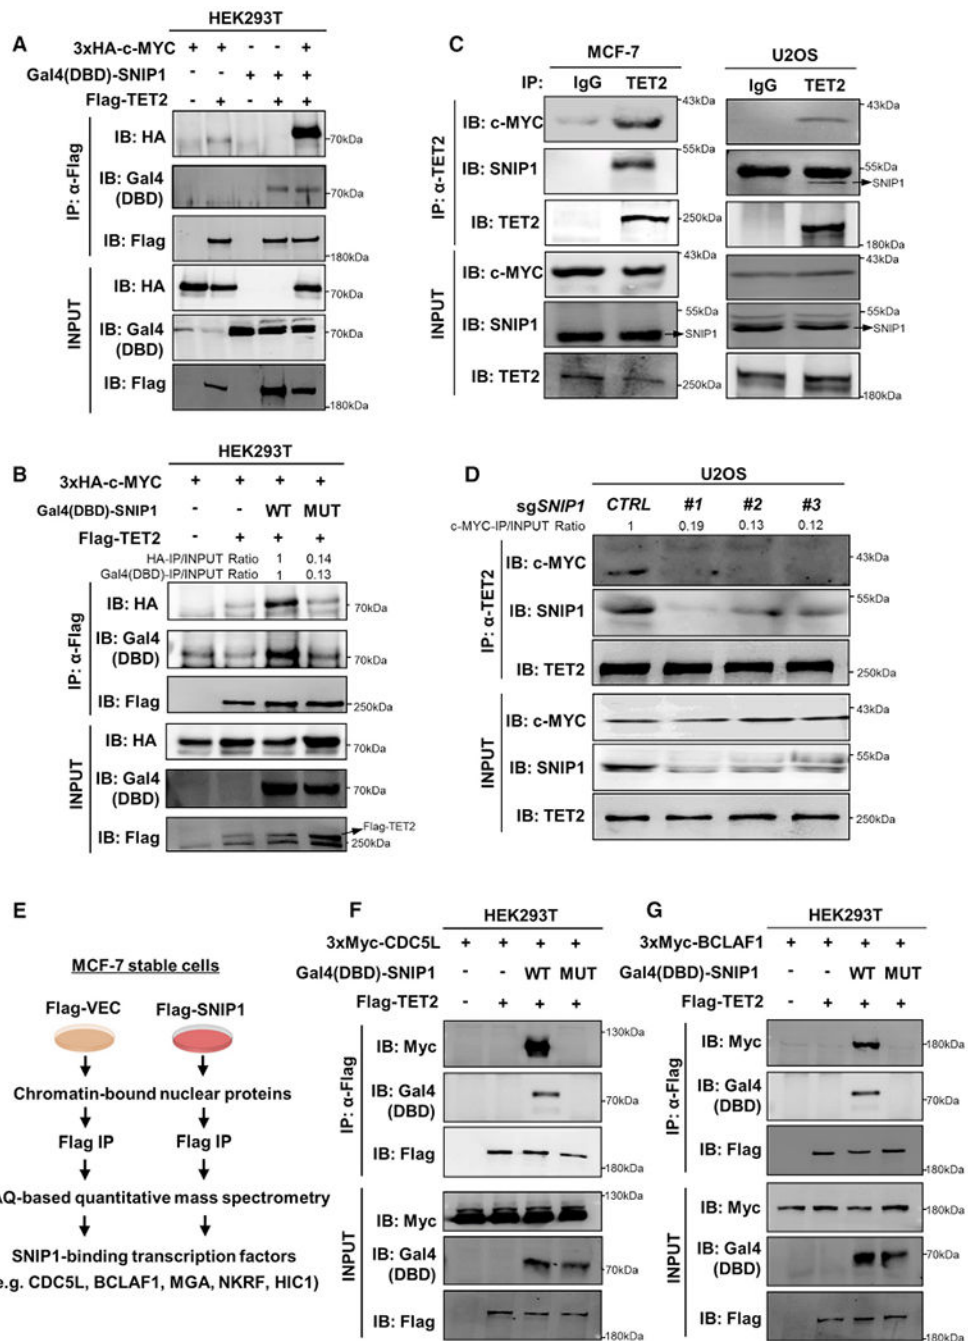 A
HEK293T
3xHA-c-MYC + + - - +
Gal4(DBD)-SNIP1 - - + + +
Flag-TET2 - + - + +
IP: α-Flag
IB: HA
70kDa
IB: Gal4
(DBD)
70kDa
IB: Flag
180kDa
INPUT
IB: HA
70kDa
IB: Gal4
(DBD)
70kDa
IB: Flag
180kDa
C
MCF-7 U2OS
IP: IgG TET2 IgG TET2
IP: α-TET2
43kDa 43kDa
IB: c-MYC
55kDa
IB: SNIP1 55kDa
SNIP1
IB: TET2 250kDa
180kDa
INPUT
43kDa 43kDa
IB: c-MYC
55kDa 55kDa
IB: SNIP1 SNIP1 SNIP1
IB: TET2 250kDa
180kDa
B
HEK293T
3xHA-c-MYC + + + +
Gal4(DBD)-SNIP1 - - WT MUT
Flag-TET2 - + + +
HA-IP/INPUT Ratio 1 0.14
Gal4(DBD)-IP/INPUT Ratio 1 0.13
IP: α-Flag
IB: HA 70kDa
IB: Gal4
(DBD) 70kDa
IB: Flag 250kDa
INPUT
IB: HA 70kDa
IB: Gal4
(DBD) 70kDa
Flag-TET2
IB: Flag 250kDa
D
U2OS
sgSNIP1 CTRL #1 #2 #3
c-MYC-IP/INPUT Ratio 1 0.19 0.13 0.12
IP: α-TET2
IB: c-MYC 43kDa
55kDa
IB: SNIP1
IB: TET2 250kDa
INPUT
43kDa
IB: c-MYC
55kDa
IB: SNIP1
IB: TET2 250kDa
E
MCF-7 stable cells
Flag-VEC Flag-SNIP1
Chromatin-bound nuclear proteins
Flag IP Flag IP
AQ-based quantitative mass spectrometry
SNIP1-binding transcription factors
e.g. CDC5L, BCLAF1, MGA, NKRF, HIC1)
F
HEK293T
3xMyc-CDC5L + + + +
Gal4(DBD)-SNIP1 - - WT MUT
Flag-TET2 - + + +
IP: α-Flag
130kDa
IB: Myc
IB: Gal4
(DBD) 70kDa
IB: Flag
180kDa
INPUT
130kDa
IB: Myc
IB: Gal4
(DBD) 70kDa
IB: Flag
180kDa
G
HEK293T
3xMyc-BCLAF1 + + + +
Gal4(DBD)-SNIP1 - - WT MUT
Flag-TET2 - + + +
IP: α-Flag
IB: Myc 180kDa
IB: Gal4
(DBD) 70kDa
IB: Flag
180kDa
INPUT
IB: Myc 180kDa
IB: Gal4 70kDa
(DBD)
IB: Flag
180kDa